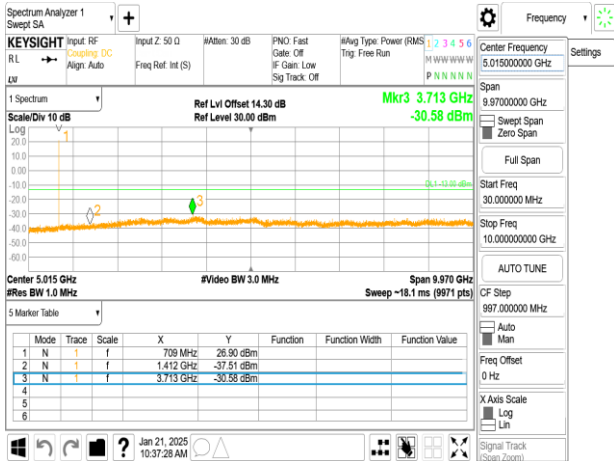 Spectrum Analyzer 1
Swept SA
Frequency
Settings
KEYSIGHT
RL
Input: RF
Coupling: DC
Align: Auto
Input Z: 50 Ω
Freq Ref: Int (S)
#Atten: 30 dB
PNO: Fast
Gate: Off
IF Gain: Low
Sig Track: Off
#Avg Type: Power (RMS
Trig: Free Run
1 2 3 4 5 6
M W W W W W
P N N N N N
1 Spectrum
Scale/Div 10 dB
Ref Lvl Offset 14.30 dB
Ref Level 30.00 dBm
Mkr3 3.713 GHz
-30.58 dBm
Log
20.0
10.0
0.00
-10.0
-20.0
-30.0
-40.0
-50.0
-60.0
1
2
3
DL1 -13.00 dBm
Center 5.015 GHz
#Res BW 1.0 MHz
#Video BW 3.0 MHz
Span 9.970 GHz
Sweep ~18.1 ms (9971 pts)
5 Marker Table
Mode Trace Scale X Y Function Function Width Function Value
1 N 1 f 709 MHz 26.90 dBm
2 N 1 f 1.412 GHz -37.51 dBm
3 N 1 f 3.713 GHz -30.58 dBm
4
5
6
Jan 21, 2025
10:37:28 AM
Center Frequency
5.015000000 GHz
Span
9.97000000 GHz
Swept Span
Zero Span
Full Span
Start Freq
30.000000 MHz
Stop Freq
10.000000000 GHz
AUTO TUNE
CF Step
997.000000 MHz
Auto
Man
Freq Offset
0 Hz
X Axis Scale
Log
Lin
Signal Track
(Span Zoom)